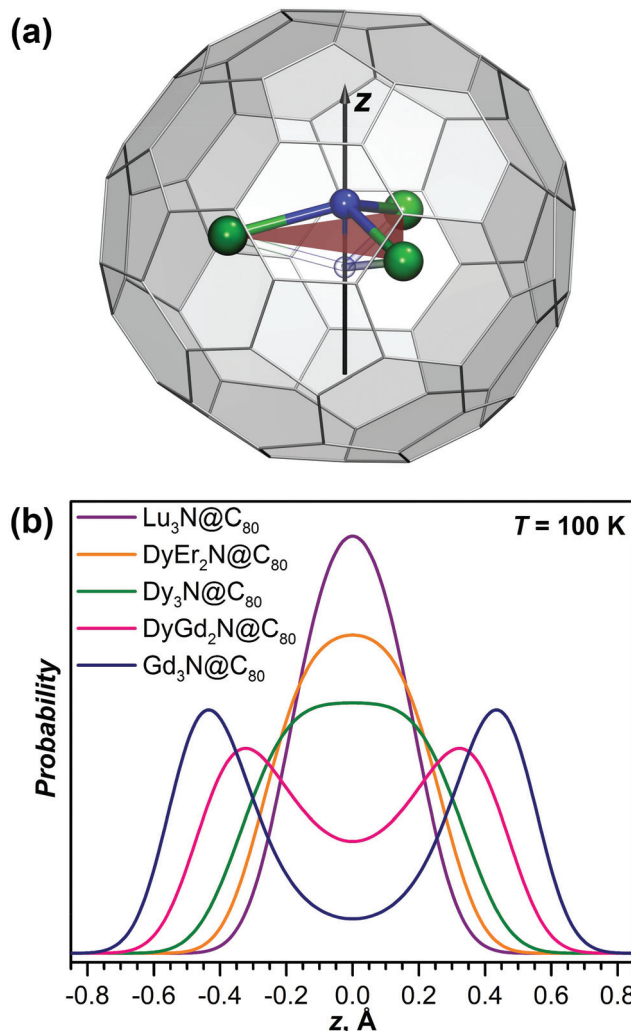 (a)
z
(b)
Lu₃N@C₈₀
DyEr₂N@C₈₀
Dy₃N@C₈₀
DyGd₂N@C₈₀
Gd₃N@C₈₀
T = 100 K
Probability
-0.8 -0.6 -0.4 -0.2 0.0 0.2 0.4 0.6 0.8
z, Å